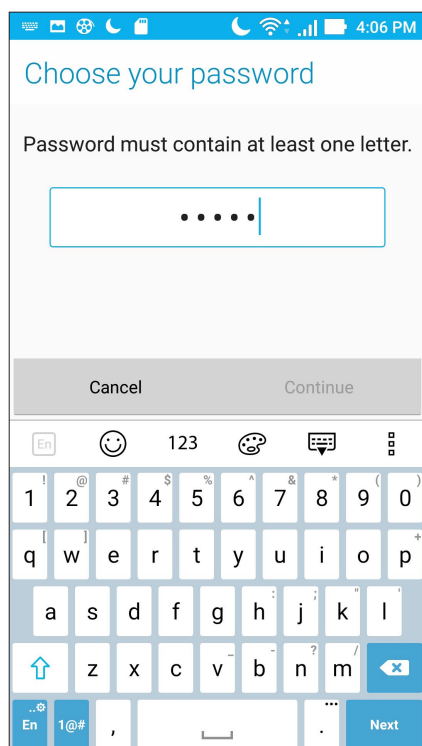 4:06 PM
Choose your password
Password must contain at least one letter.
•••••
Cancel Continue
En 123
! @ # $ % ^ & * ( )
1 2 3 4 5 6 7 8 9 0
[ ] +
q w e r t y u i o p
: ; " '
a s d f g h j k l
_ - ? /
z x c v b n m
En 1@# , . Next